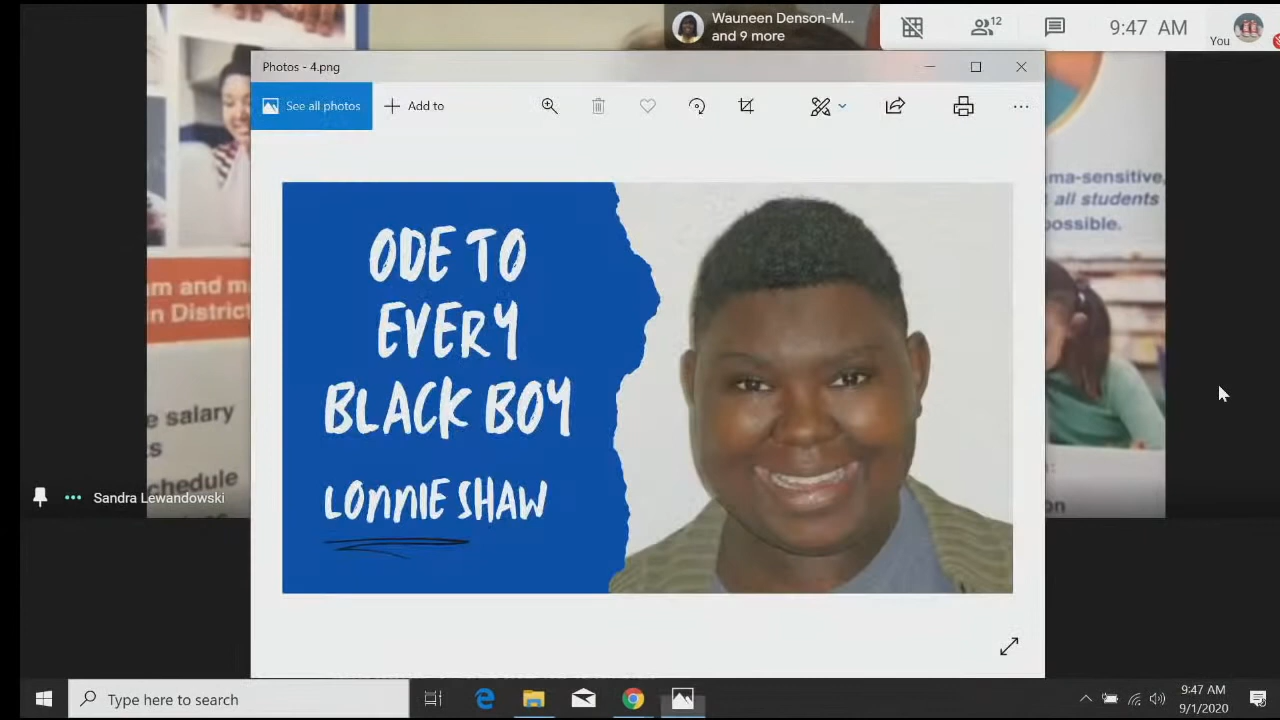 Wauneen Denson-M...
and 9 more
12
9:47 AM
You
Photos - 4.png
See all photos
Add to
ODE TO
EVERY
BLACK BOY
LONNIE SHAW
ma-sensitive,
all students
possible.
m and m
n District
e salary
s
chedule
Sandra Lewandowski
on
Type here to search
9:47 AM
9/1/2020